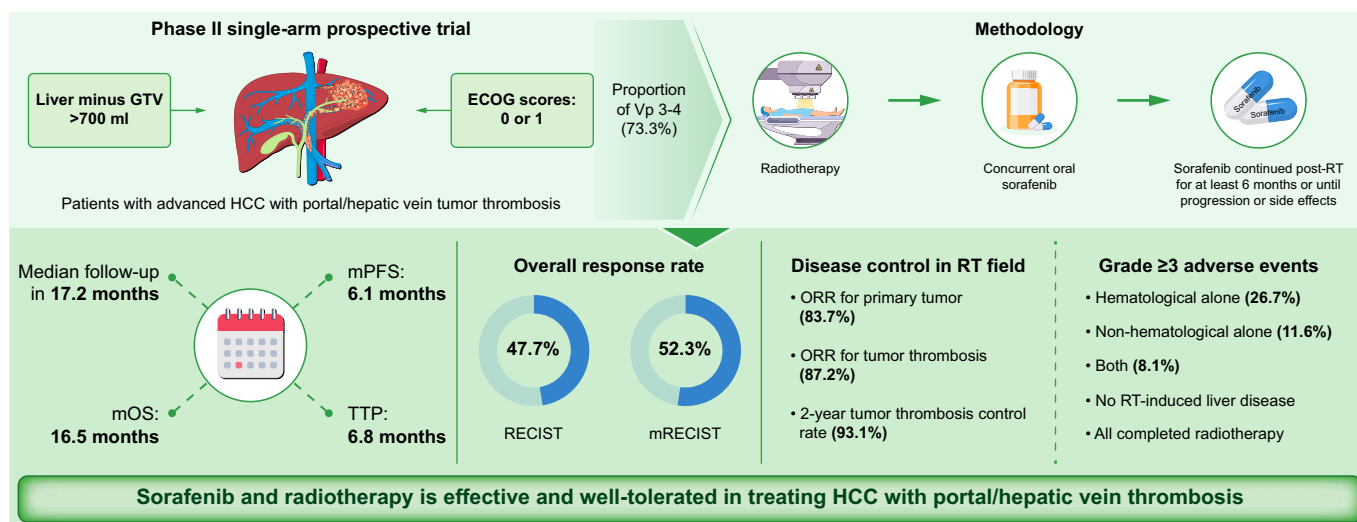 Phase II single-arm prospective trial
Liver minus GTV
>700 ml
ECOG scores:
0 or 1
Patients with advanced HCC with portal/hepatic vein tumor thrombosis
Proportion
of Vp 3-4
(73.3%)
Methodology
Radiotherapy
Concurrent oral
sorafenib
Sorafenib
Sorafenib
Sorafenib continued post-RT
for at least 6 months or until
progression or side effects
Median follow-up
in 17.2 months
mPFS:
6.1 months
mOS:
16.5 months
TTP:
6.8 months
Overall response rate
47.7%
RECIST
52.3%
mRECIST
Disease control in RT field
• ORR for primary tumor
(83.7%)
• ORR for tumor thrombosis
(87.2%)
• 2-year tumor thrombosis control
rate (93.1%)
Grade ≥3 adverse events
• Hematological alone (26.7%)
• Non-hematological alone (11.6%)
• Both (8.1%)
• No RT-induced liver disease
• All completed radiotherapy
Sorafenib and radiotherapy is effective and well-tolerated in treating HCC with portal/hepatic vein thrombosis